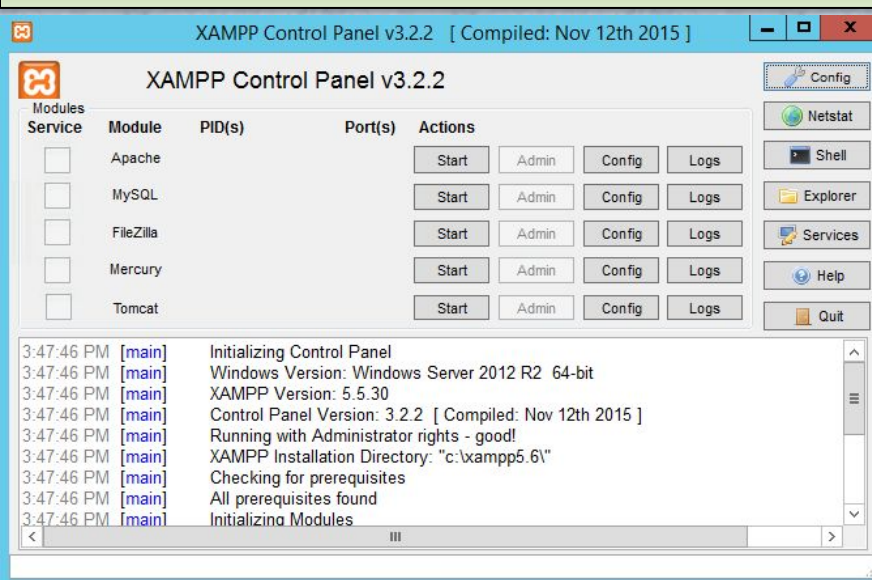 XAMPP Control Panel v3.2.2 [ Compiled: Nov 12th 2015 ]
XAMPP Control Panel v3.2.2
Config
Modules
Netstat
Service Module PID(s) Port(s) Actions
Apache Start Admin Config Logs
Shell
MySQL Start Admin Config Logs
Explorer
FileZilla Start Admin Config Logs
Services
Mercury Start Admin Config Logs
Help
Tomcat Start Admin Config Logs
Quit
3:47:46 PM [main] Initializing Control Panel
3:47:46 PM [main] Windows Version: Windows Server 2012 R2 64-bit
3:47:46 PM [main] XAMPP Version: 5.5.30
3:47:46 PM [main] Control Panel Version: 3.2.2 [ Compiled: Nov 12th 2015 ]
3:47:46 PM [main] Running with Administrator rights - good!
3:47:46 PM [main] XAMPP Installation Directory: "c:\xampp5.6\"
3:47:46 PM [main] Checking for prerequisites
3:47:46 PM [main] All prerequisites found
3:47:46 PM [main] Initializing Modules